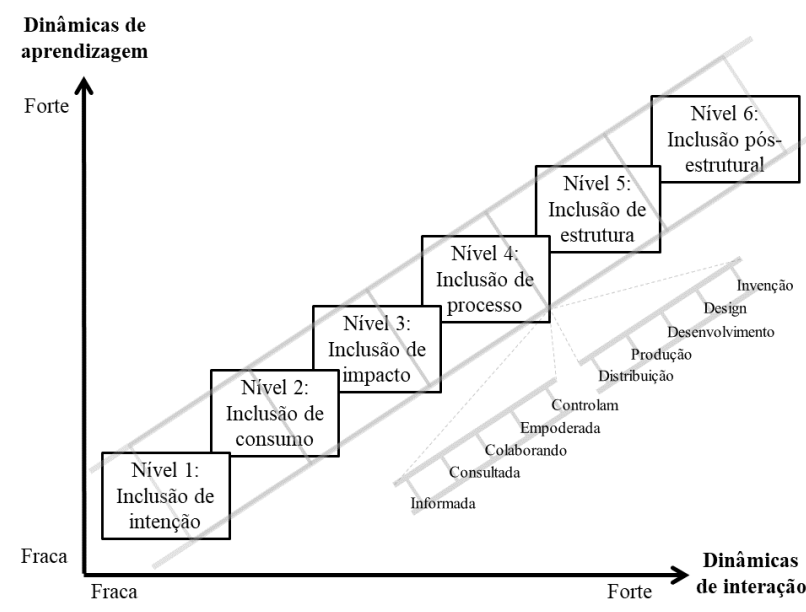 Dinâmicas de
aprendizagem
Forte
Nível 6:
Inclusão pós-
estrutural
Nível 5:
Inclusão de
estrutura
Nível 4:
Inclusão de
processo
Nível 3:
Inclusão de
impacto
Nível 2:
Inclusão de
consumo
Nível 1:
Inclusão de
intenção
Invenção
Design
Desenvolvimento
Produção
Distribuição
Controlam
Empoderada
Colaborando
Consultada
Informada
Fraca
Fraca
Forte
Dinâmicas
de interação